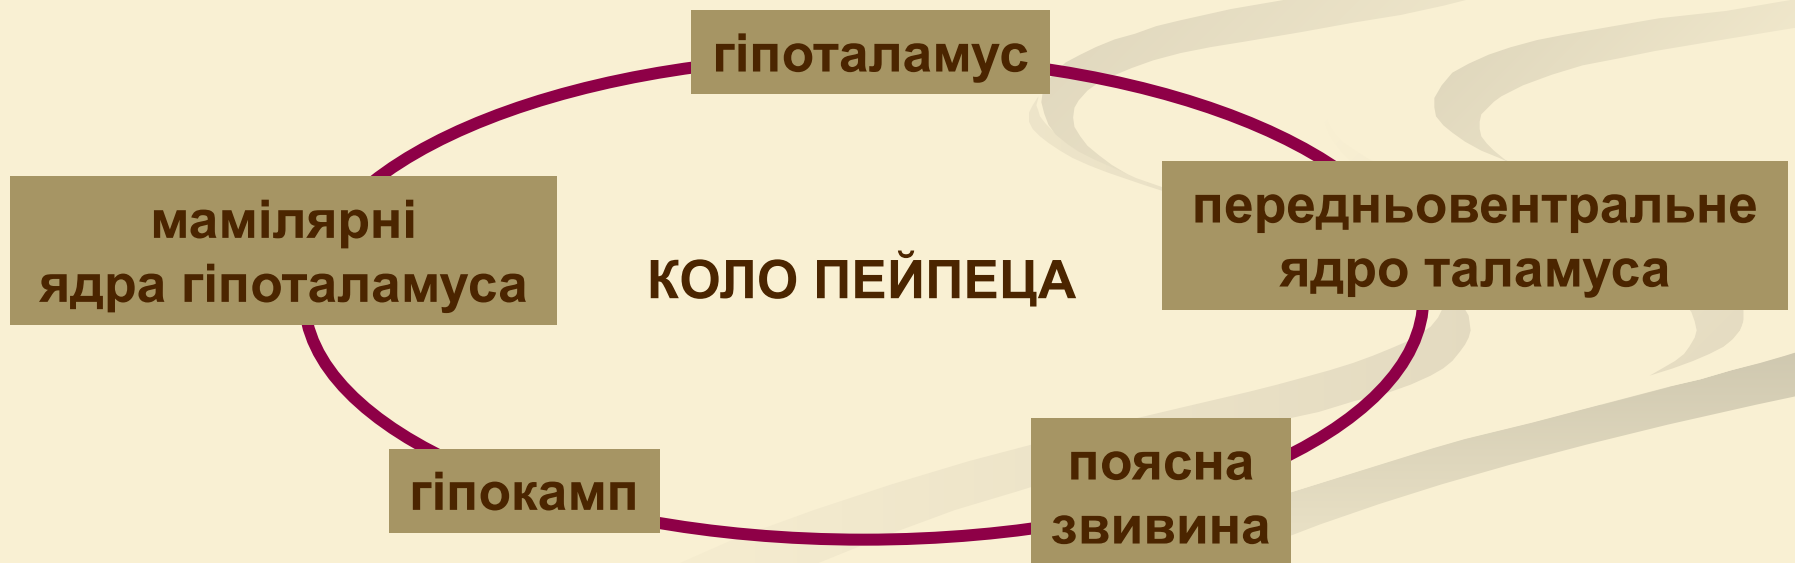 гіпоталамус
мамілярні
ядра гіпоталамуса
передньовентральне
ядро таламуса
КОЛО ПЕЙПЕЦА
гіпокамп
поясна
звивина